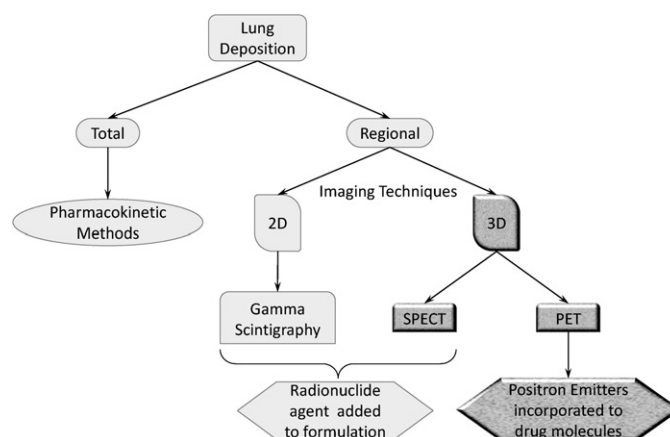 Lung
Deposition
Total
Regional
Pharmacokinetic
Methods
Imaging Techniques
2D
3D
Gamma
Scintigraphy
SPECT
PET
Radionuclide
agent added
to formulation
Positron Emitters
incorporated to
drug molecules